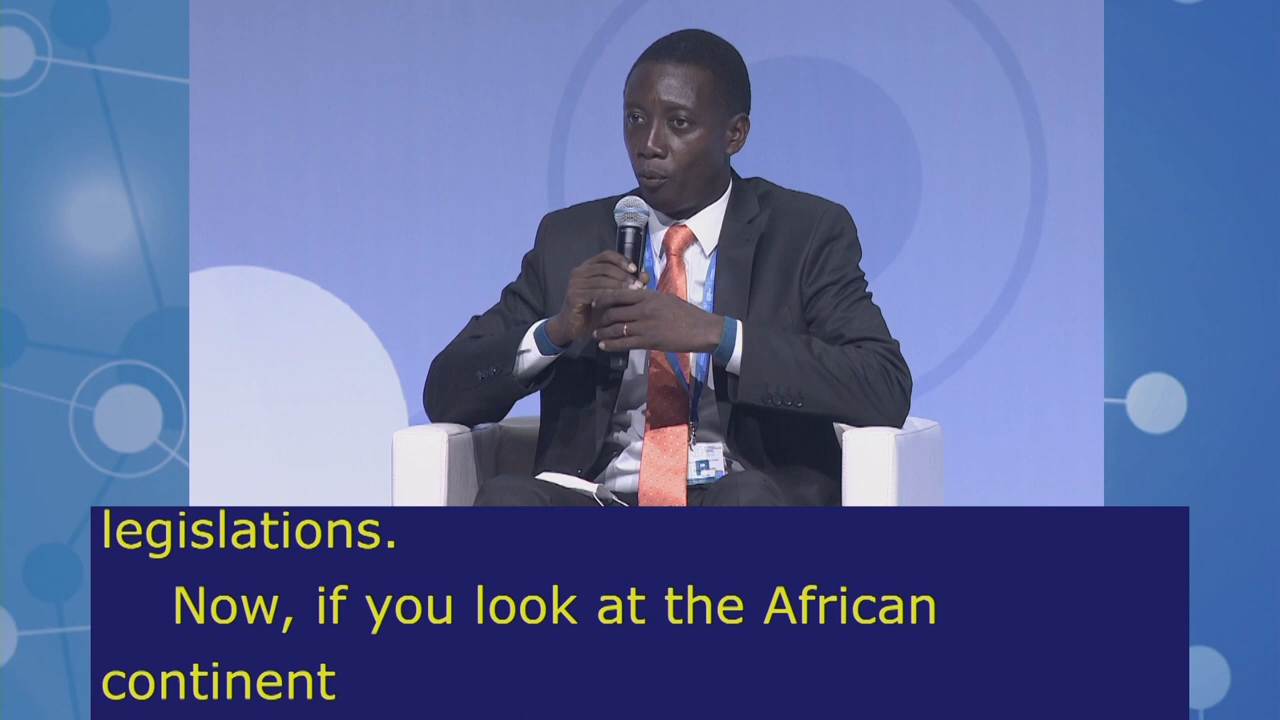 legislations.
Now, if you look at the African
continent